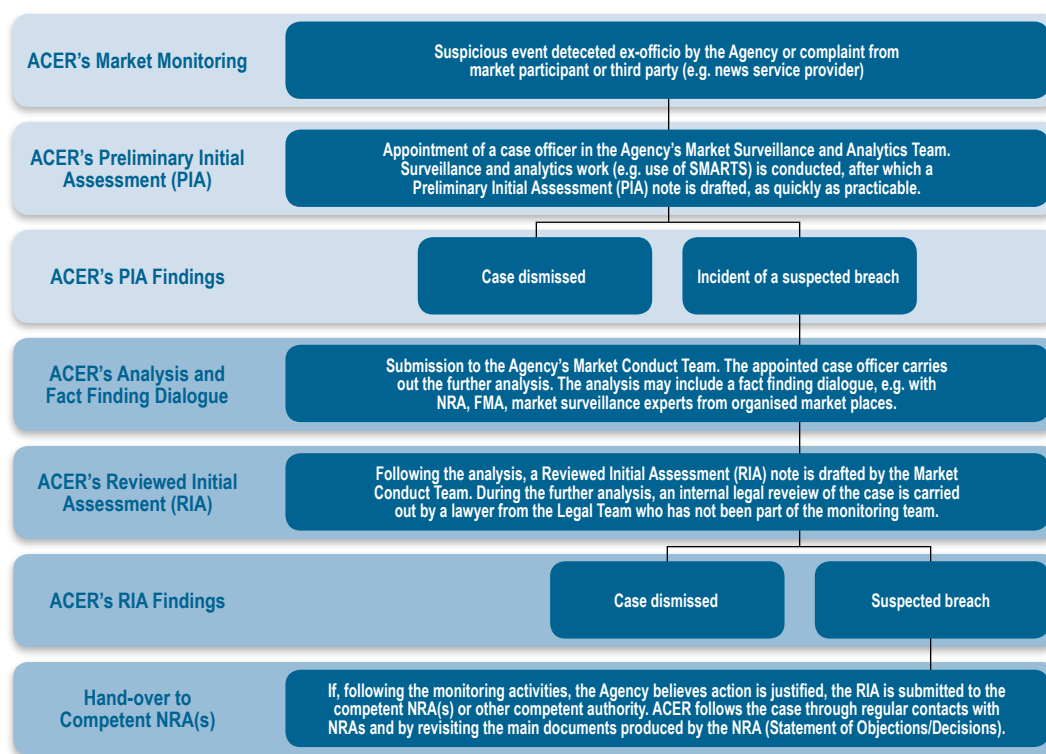 ACER's Market Monitoring
Suspicious event deteceted ex-officio by the Agency or complaint from
market participant or third party (e.g. news service provider)
ACER's Preliminary Initial
Assessment (PIA)
Appointment of a case officer in the Agency's Market Surveillance and Analytics Team.
Surveillance and analytics work (e.g. use of SMARTS) is conducted, after which a
Preliminary Initial Assessment (PIA) note is drafted, as quickly as practicable.
ACER's PIA Findings
Case dismissed
Incident of a suspected breach
ACER's Analysis and
Fact Finding Dialogue
Submission to the Agency's Market Conduct Team. The appointed case officer carries
out the further analysis. The analysis may include a fact finding dialogue, e.g. with
NRA, FMA, market surveillance experts from organised market places.
ACER's Reviewed Initial
Assessment (RIA)
Following the analysis, a Reviewed Initial Assessment (RIA) note is drafted by the Market
Conduct Team. During the further analysis, an internal legal reveiew of the case is carried
out by a lawyer from the Legal Team who has not been part of the monitoring team.
ACER's RIA Findings
Case dismissed
Suspected breach
Hand-over to
Competent NRA(s)
If, following the monitoring activities, the Agency believes action is justified, the RIA is submitted to the
competent NRA(s) or other competent authority. ACER follows the case through regular contacts with
NRAs and by revisiting the main documents produced by the NRA (Statement of Objections/Decisions).